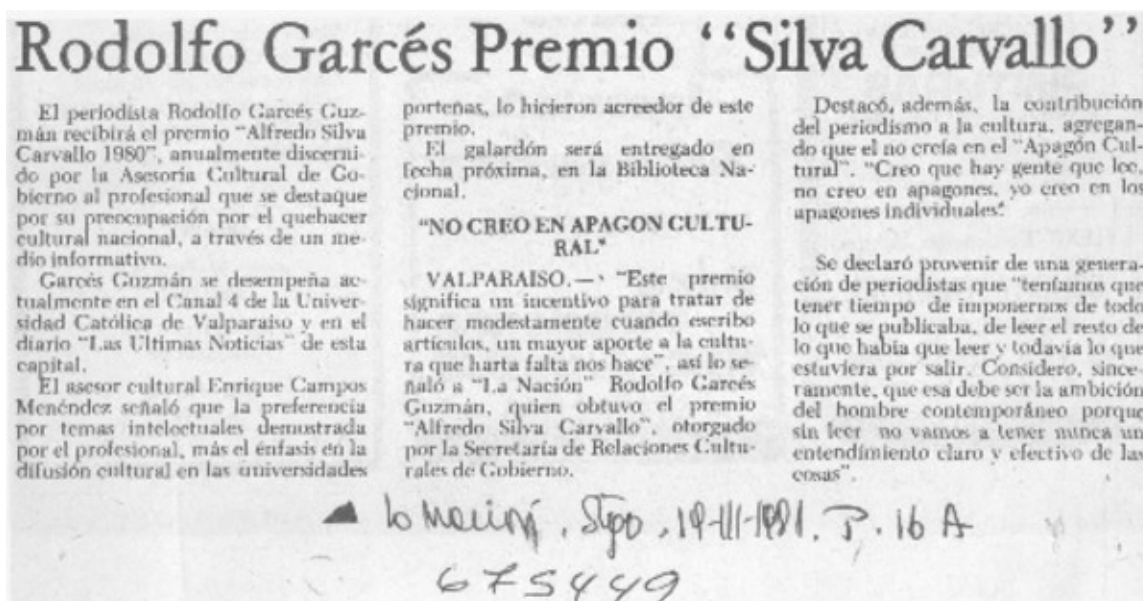 Rodolfo Garcés Premio “Silva Carvallo”
El periodista Rodolfo Garcés Guz-
mán recibirá el premio “Alfredo Silva
Carvallo 1980”, anualmente discerni-
do por la Asesoría Cultural de Go-
bierno al profesional que se destaque
por su preocupación por el quehacer
cultural nacional, a través de un me-
dio informativo.
Garcés Guzmán se desempeña ac-
tualmente en el Canal 4 de la Univer-
sidad Católica de Valparaíso y en el
diario “Las Ultimas Noticias” de esta
capital.
El asesor cultural Enrique Campos
Menéndez señaló que la preferencia
por temas intelectuales demostrada
por el profesional, más el énfasis en la
difusión cultural en las universidades
porteñas, lo hicieron acreedor de este
premio.
El galardón será entregado en
fecha próxima, en la Biblioteca Na-
cional.
“NO CREO EN APAGON CULTU-
RAL”
VALPARAISO.— “Este premio
significa un incentivo para tratar de
hacer modestamente cuando escribo
artículos, un mayor aporte a la cultu-
ra que harta falta nos hace”, así lo se-
ñaló a “La Nación” Rodolfo Garcés
Guzmán, quien obtuvo el premio
“Alfredo Silva Carvallo”, otorgado
por la Secretaría de Relaciones Cultu-
rales de Gobierno.
Destacó, además, la contribución
del periodismo a la cultura, agregan-
do que el no creía en el “Apagón Cul-
tural”. “Creo que hay gente que lee,
no creo en apagones, yo creo en los
apagones individuales”.
Se declaró provenir de una genera-
ción de periodistas que “teníamos que
tener tiempo de imponernos de todo
lo que se publicaba, de leer el resto de
lo que había que leer y todavía lo que
estuviera por salir. Considero, since-
ramente, que esa debe ser la ambición
del hombre contemporáneo porque
sin leer no vamos a tener nunca un
entendimiento claro y efectivo de las
cosas”.
la Nación. Stgo. 19-III-1981. P. 16 A
675449